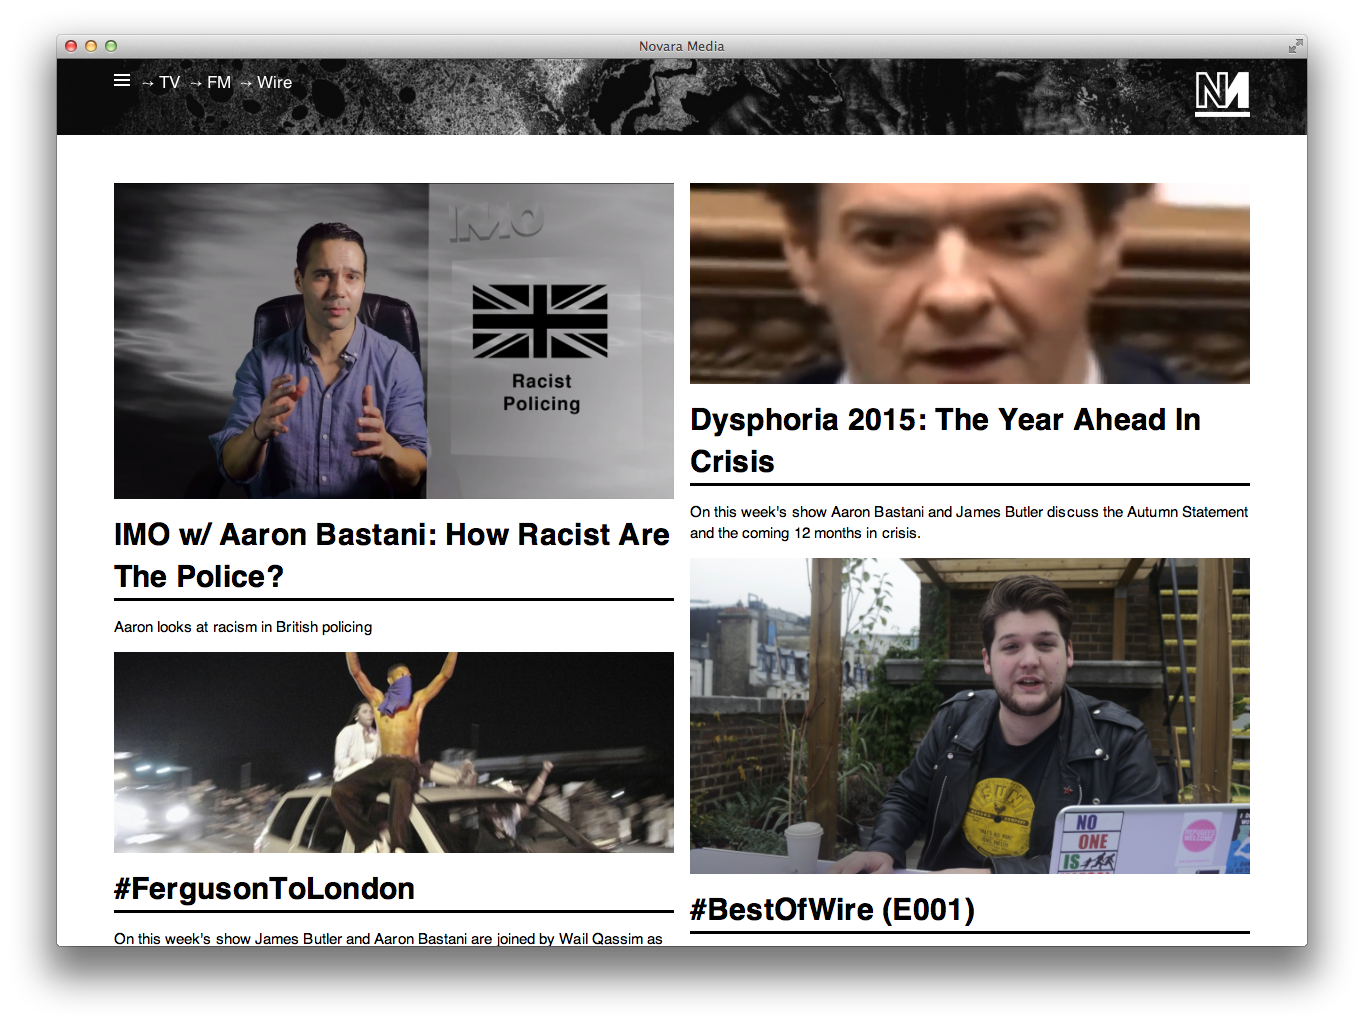 Novara Media
→ TV → FM → Wire
NM
IMO
Racist
Policing
IMO w/ Aaron Bastani: How Racist Are
The Police?
Aaron looks at racism in British policing
#FergusonToLondon
On this week's show James Butler and Aaron Bastani are joined by Wail Qassim as
Dysphoria 2015: The Year Ahead In
Crisis
On this week's show Aaron Bastani and James Butler discuss the Autumn Statement
and the coming 12 months in crisis.
SUN
NO
ONE
IS
REFUGEES
WELCOME
#BestOfWire (E001)